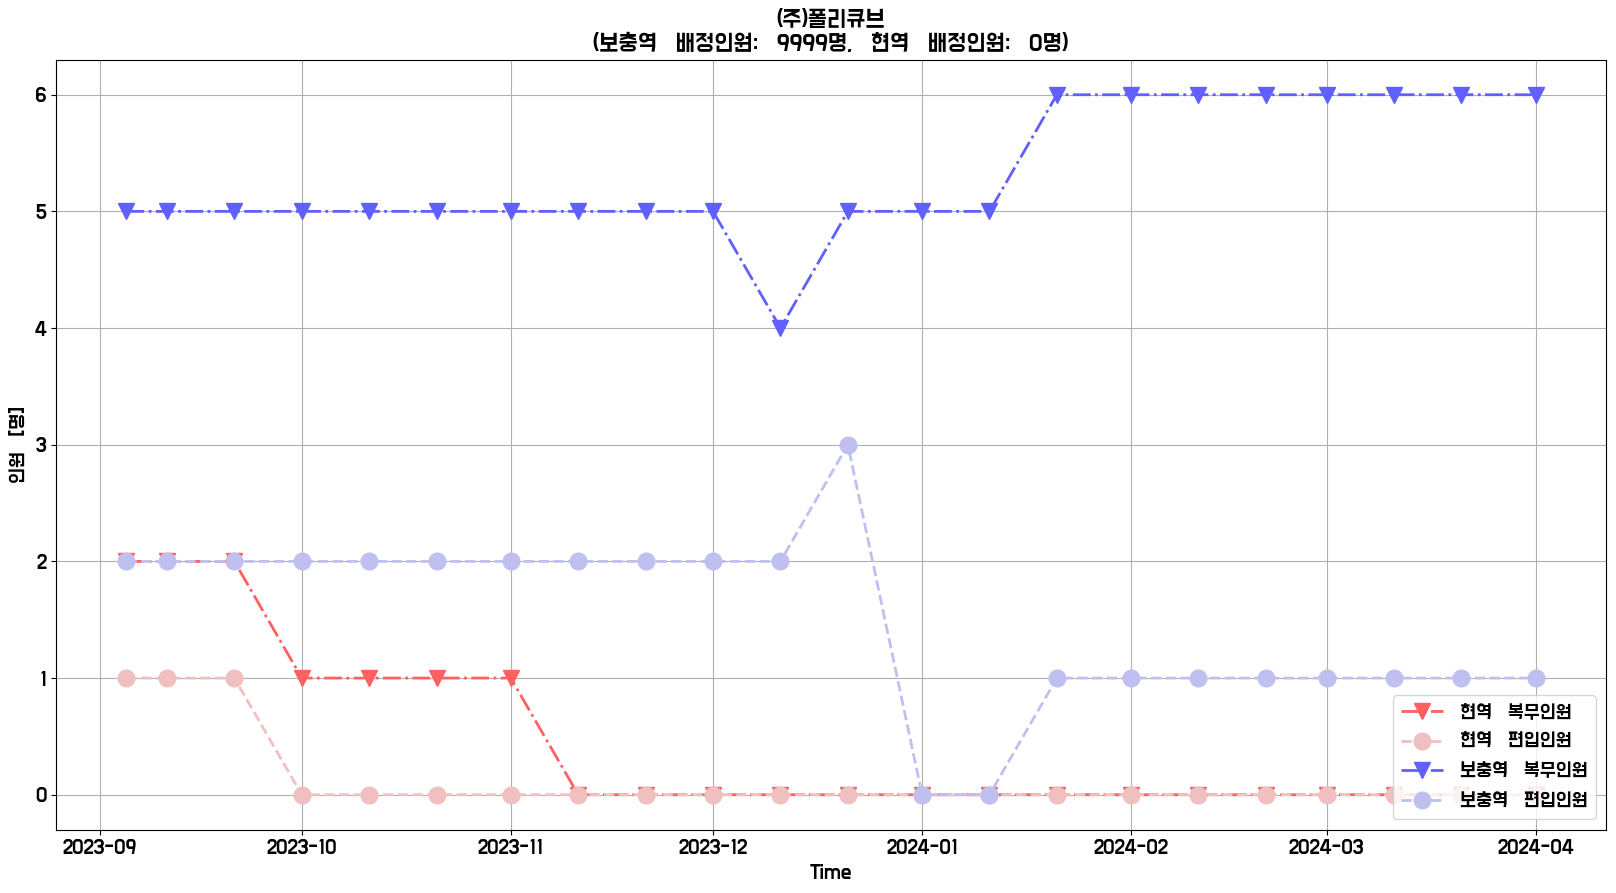 (주)폴리큐브
(보충역 배정인원: 9999명, 현역 배정인원: 0명)
인원 [명]
6
5
4
3
2
1
0
현역 복무인원
현역 편입인원
보충역 복무인원
보충역 편입인원
2023-09 2023-10 2023-11 2023-12 2024-01 2024-02 2024-03 2024-04
Time